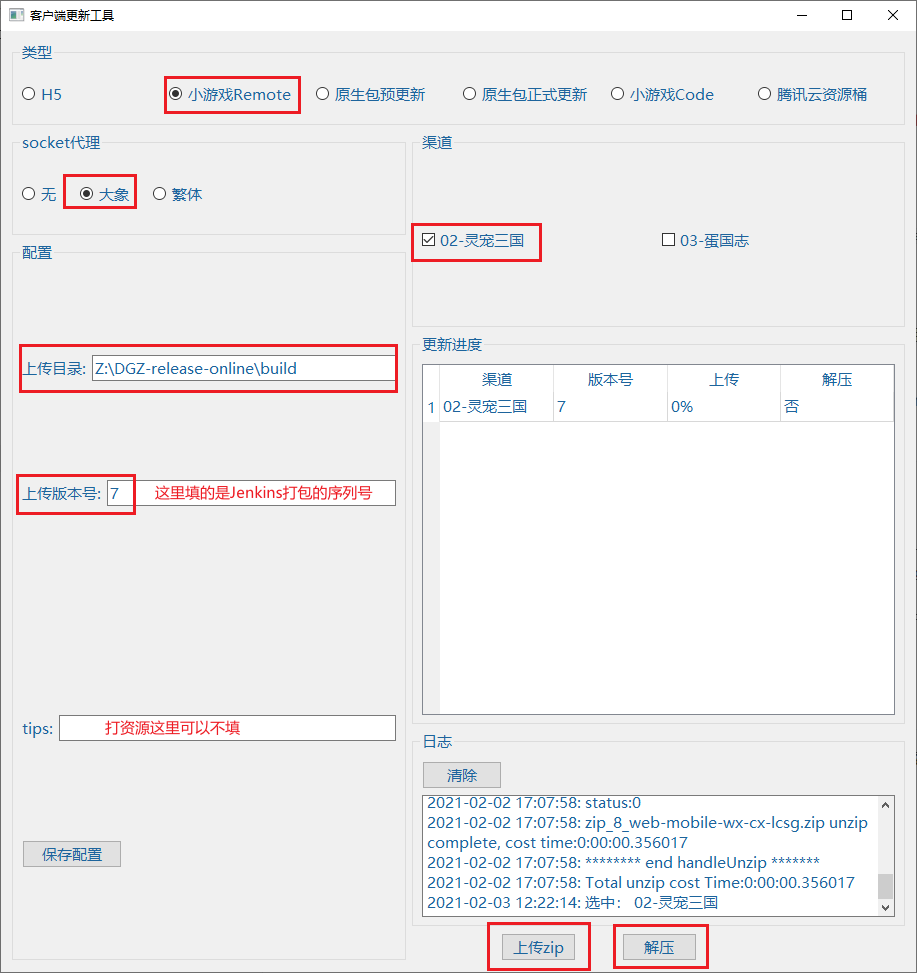 客户端更新工具
类型
H5 小游戏Remote 原生包预更新 原生包正式更新 小游戏Code 腾讯云资源桶
socket代理
无 大象 繁体
渠道
02-灵宠三国 03-蛋国志
配置
上传目录: Z:\DGZ-release-online\build
上传版本号: 7 这里填的是Jenkins打包的序列号
tips: 打资源这里可以不填
保存配置
更新进度
渠道 版本号 上传 解压
1 02-灵宠三国 7 0% 否
日志
清除
2021-02-02 17:07:58: status:0
2021-02-02 17:07:58: zip_8_web-mobile-wx-cx-lcsg.zip unzip
complete, cost time:0:00:00.356017
2021-02-02 17:07:58: ******** end handleUnzip *******
2021-02-02 17:07:58: Total unzip cost Time:0:00:00.356017
2021-02-03 12:22:14: 选中: 02-灵宠三国
上传zip 解压